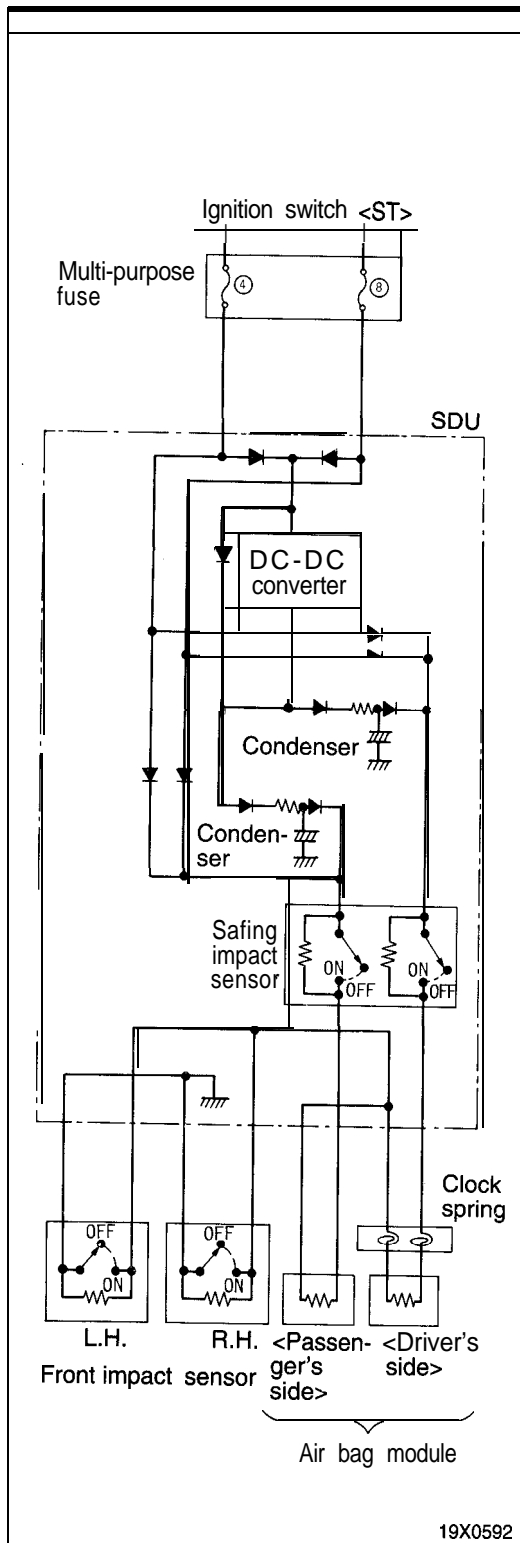 Ignition switch <ST>
Multi-purpose
fuse
④
⑧
SDU
DC-DC
converter
Condenser
Conden-
ser
Safing
impact
sensor
ON
OFF
ON
OFF
Clock
spring
OFF
ON
OFF
ON
L.H.
R.H.
Front impact sensor
<Passen-
ger's
side>
<Driver's
side>
Air bag module
19X0592